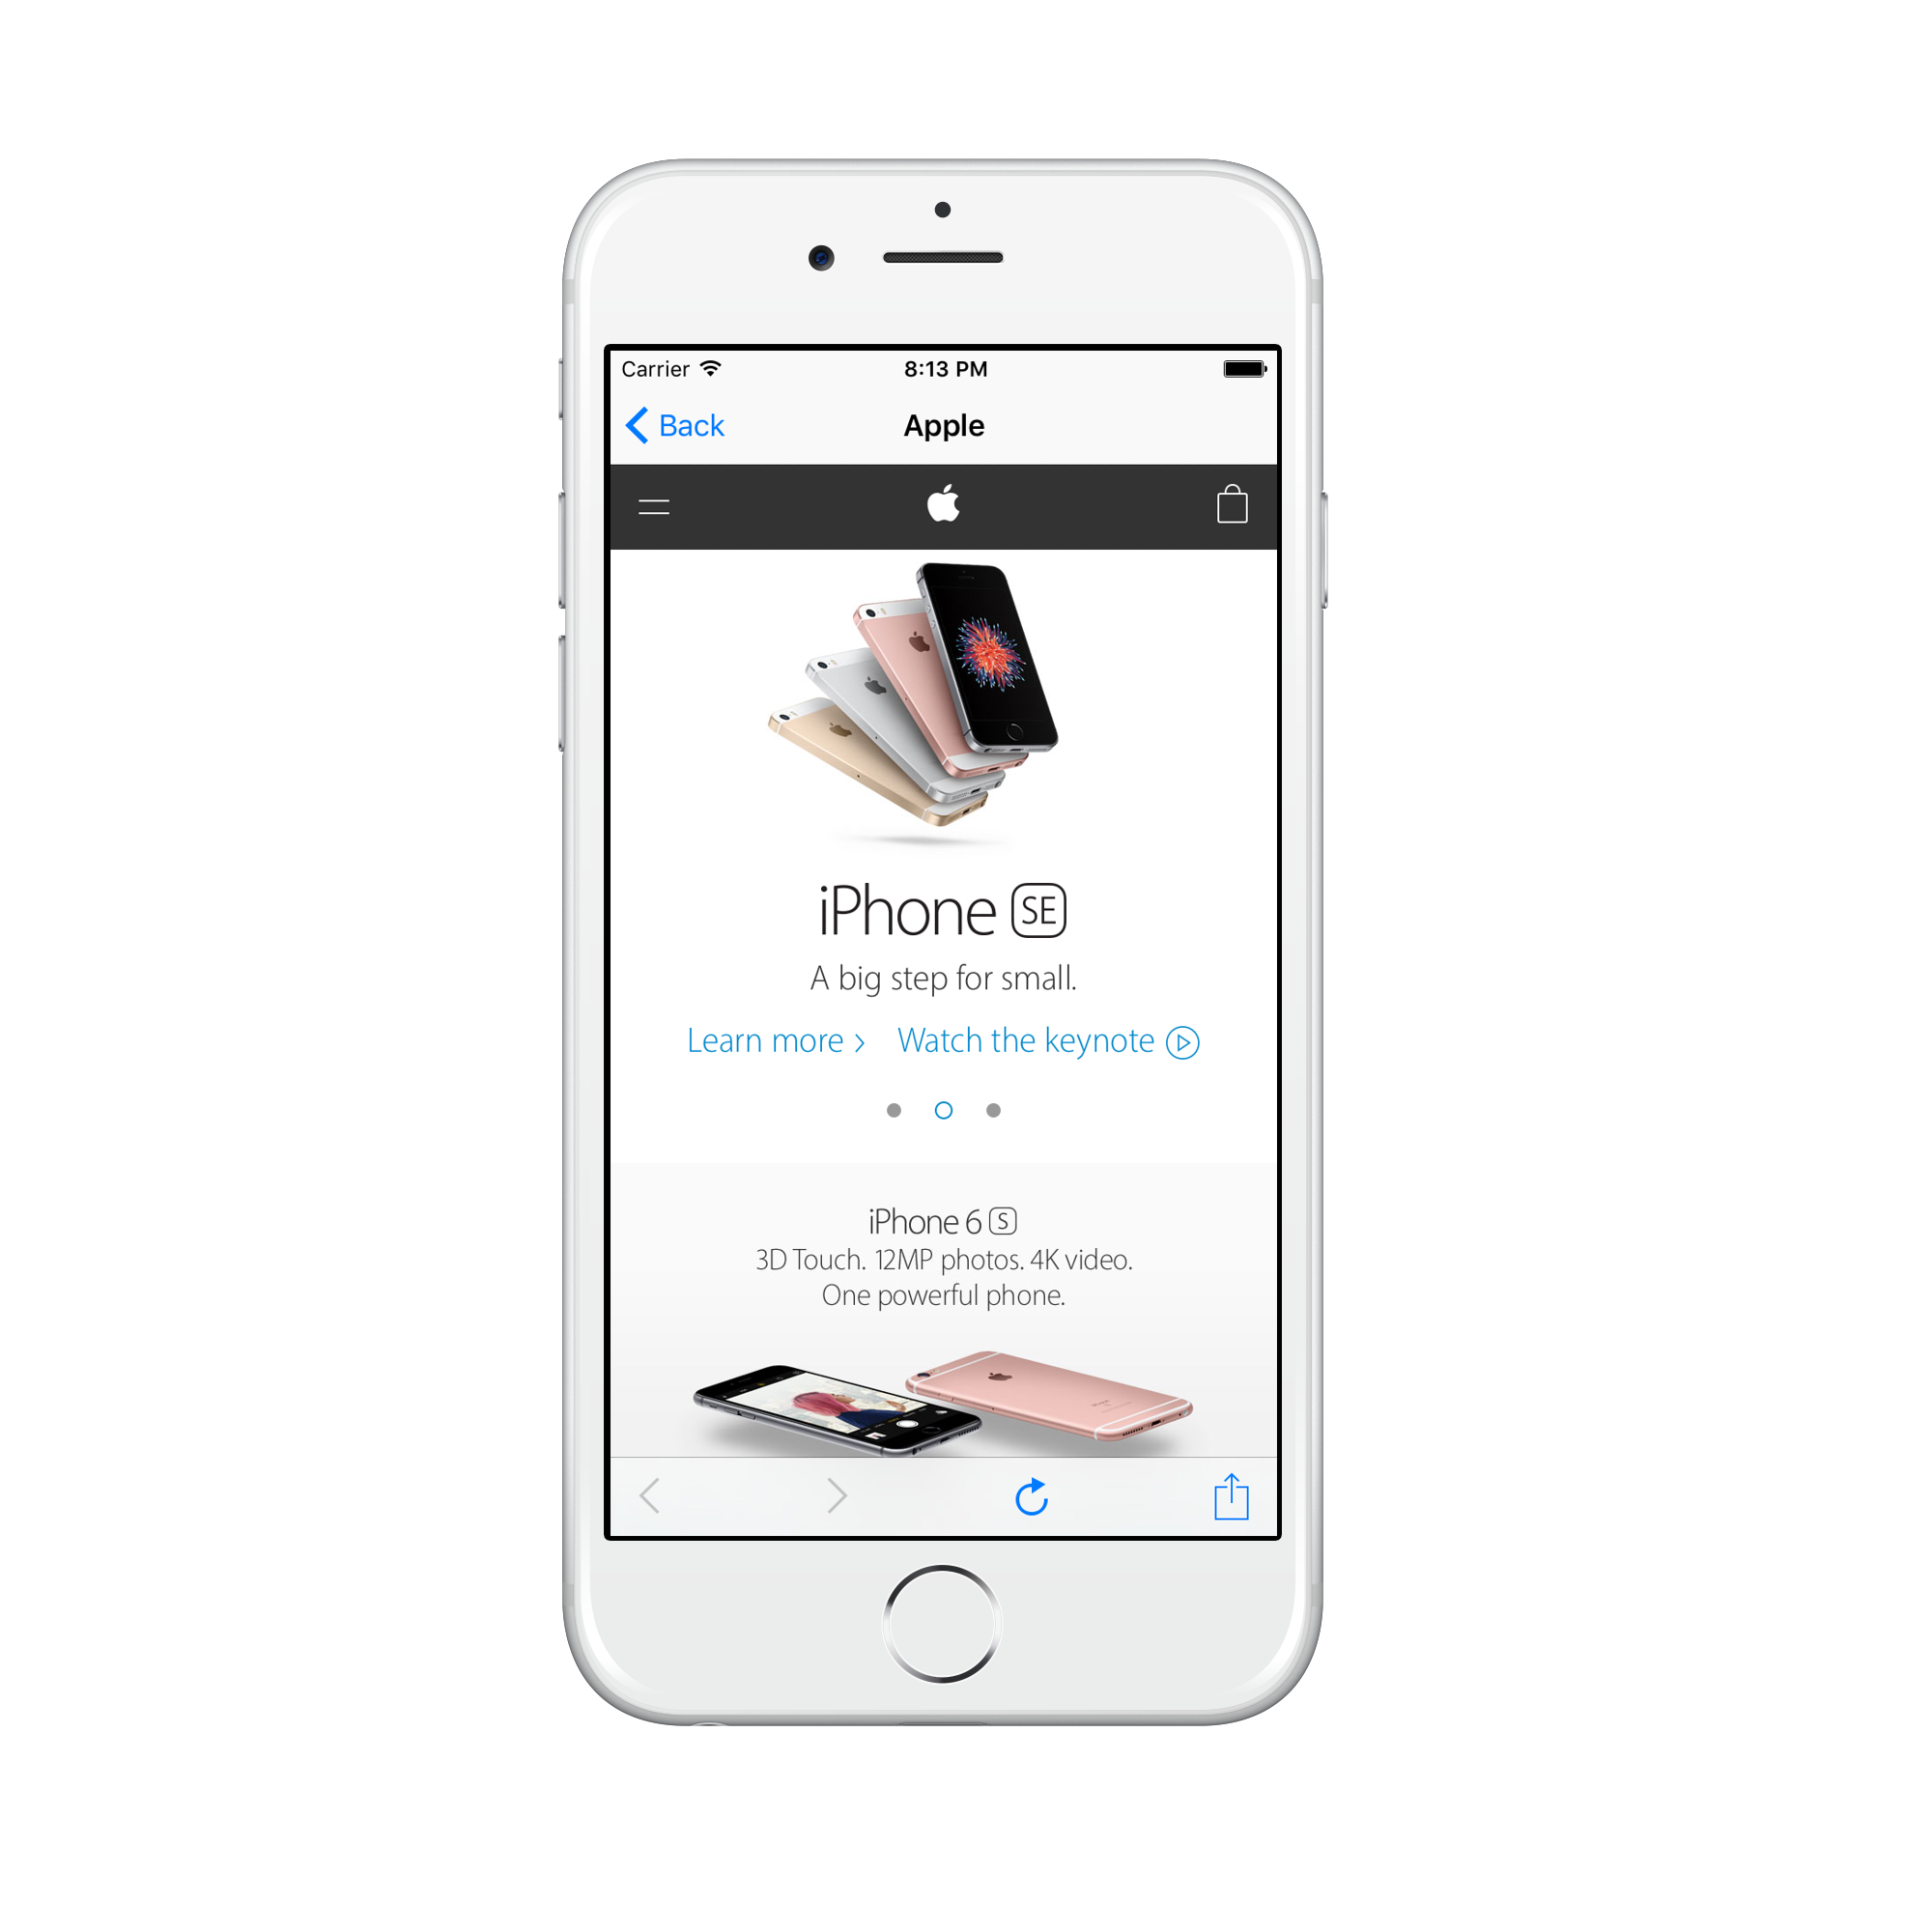 Carrier 8:13 PM
Back Apple
iPhone SE
A big step for small.
Learn more Watch the keynote
iPhone 6 S
3D Touch. 12MP photos. 4K video.
One powerful phone.